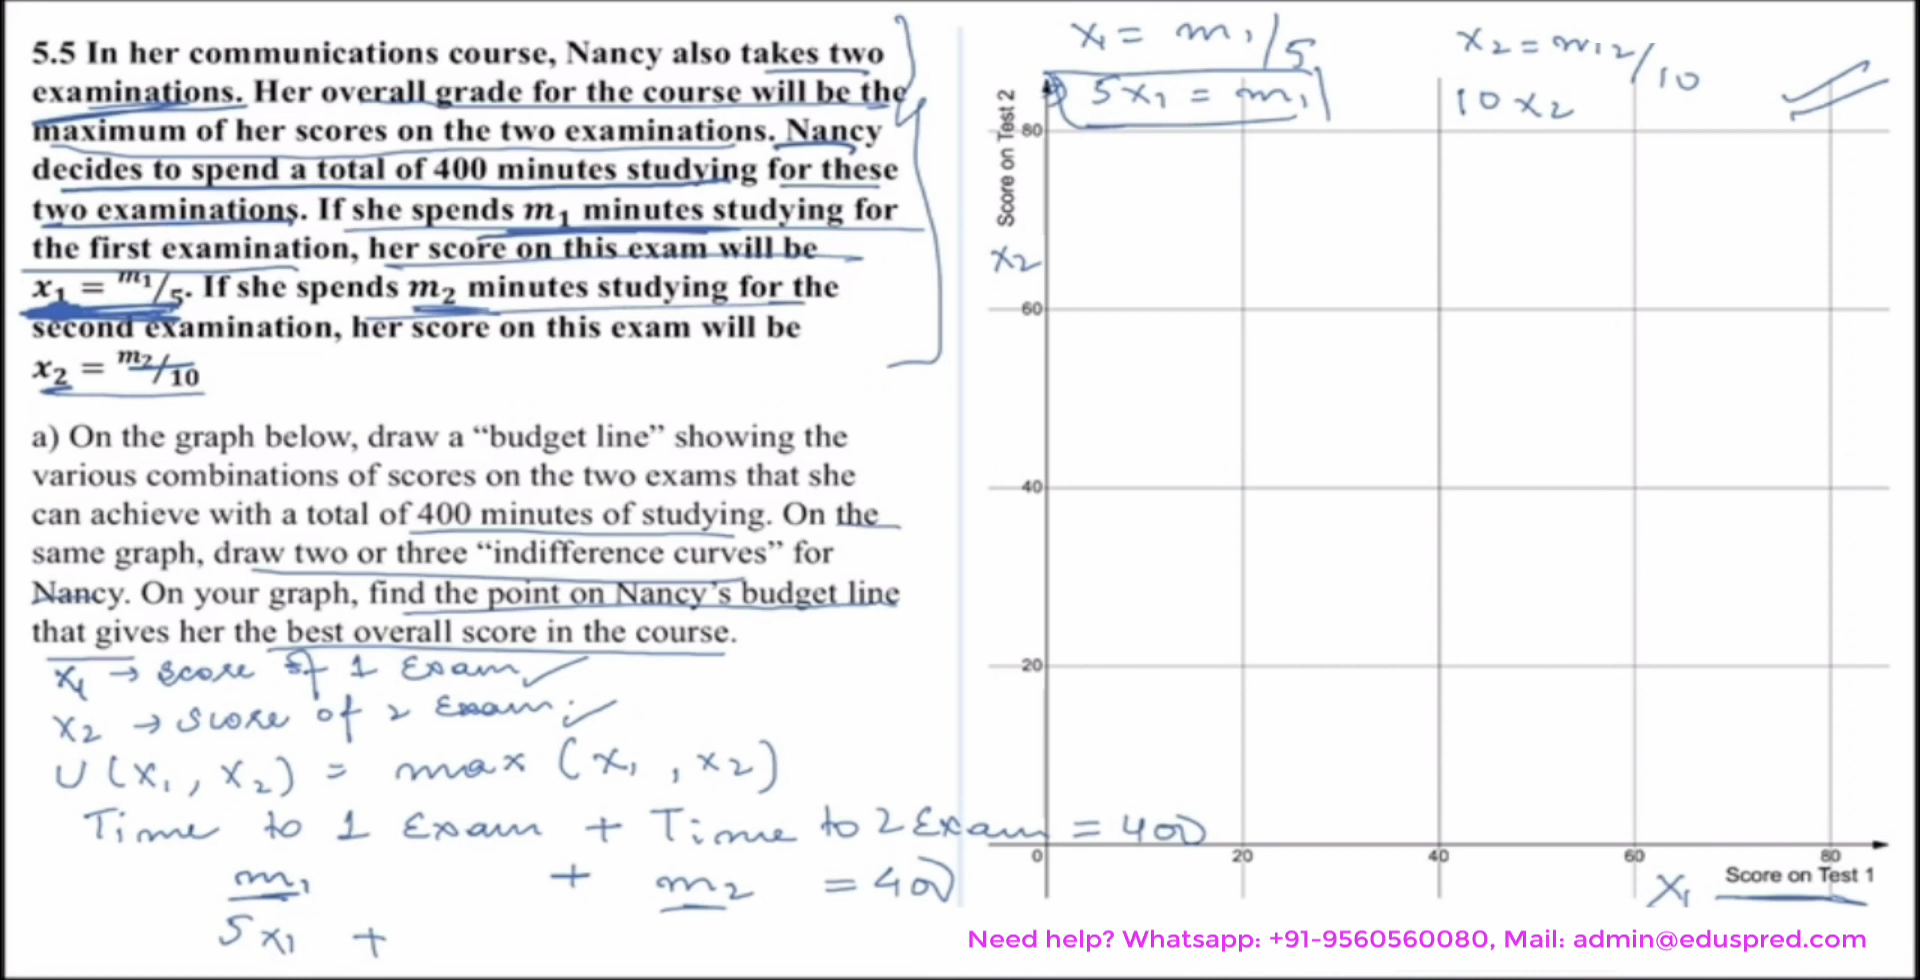 5.5 In her communications course, Nancy also takes two
examinations. Her overall grade for the course will be the
maximum of her scores on the two examinations. Nancy
decides to spend a total of 400 minutes studying for these
two examinations. If she spends m₁ minutes studying for
the first examination, her score on this exam will be
x₁ = m₁/5. If she spends m₂ minutes studying for the
second examination, her score on this exam will be
x₂ = m₂/10
a) On the graph below, draw a “budget line” showing the
various combinations of scores on the two exams that she
can achieve with a total of 400 minutes of studying. On the
same graph, draw two or three “indifference curves” for
Nancy. On your graph, find the point on Nancy’s budget line
that gives her the best overall score in the course.
x₁ → score of 1 Exam
x₂ → score of 2 Exam
U(x₁, x₂) = max (x₁, x₂)
Time to 1 Exam + Time to 2 Exam = 400
m₁ + m₂ = 400
5x₁ +
x₁ = m₁/5
5x₁ = m₁
x₂ = m2/10
10x₂
Score on Test 2
x₂
80
60
40
20
0 20 40 60 80
x₁ Score on Test 1
Need help? Whatsapp: +91-9560560080, Mail: admin@eduspred.com